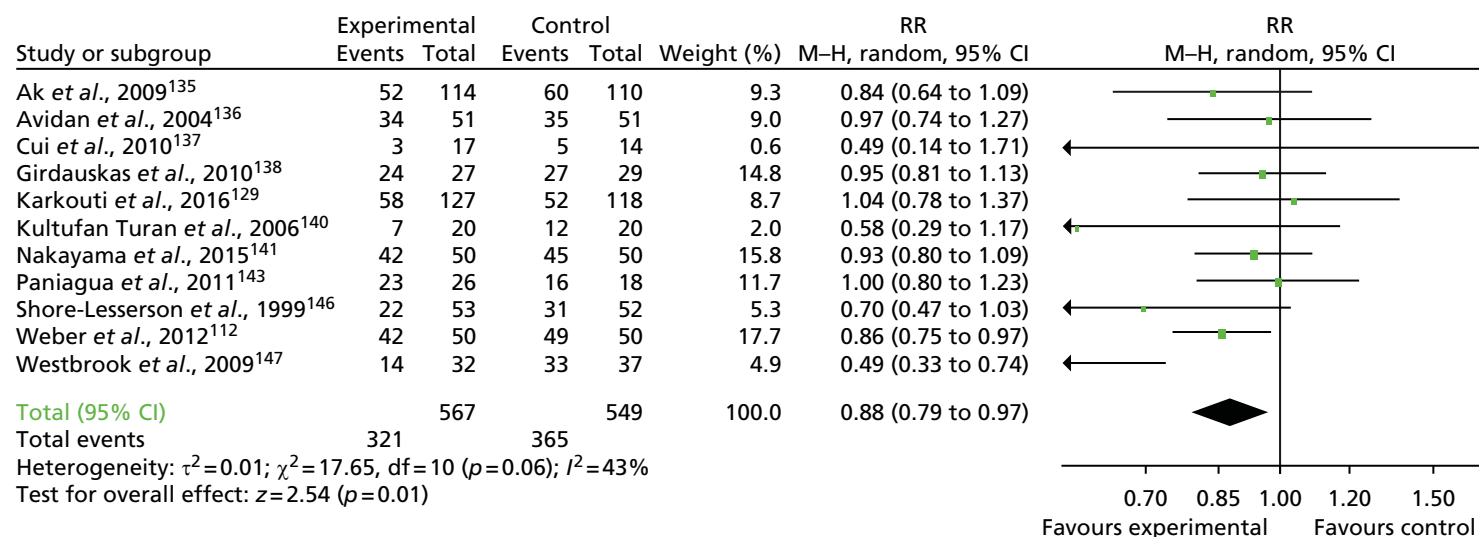 Experimental Control RR RR
Study or subgroup Events Total Events Total Weight (%) M–H, random, 95% CI M–H, random, 95% CI
Ak et al., 2009¹³⁵ 52 114 60 110 9.3 0.84 (0.64 to 1.09)
Avidan et al., 2004¹³⁶ 34 51 35 51 9.0 0.97 (0.74 to 1.27)
Cui et al., 2010¹³⁷ 3 17 5 14 0.6 0.49 (0.14 to 1.71)
Girdauskas et al., 2010¹³⁸ 24 27 27 29 14.8 0.95 (0.81 to 1.13)
Karkouti et al., 2016¹²⁹ 58 127 52 118 8.7 1.04 (0.78 to 1.37)
Kultufan Turan et al., 2006¹⁴⁰ 7 20 12 20 2.0 0.58 (0.29 to 1.17)
Nakayama et al., 2015¹⁴¹ 42 50 45 50 15.8 0.93 (0.80 to 1.09)
Paniagua et al., 2011¹⁴³ 23 26 16 18 11.7 1.00 (0.80 to 1.23)
Shore-Lesserson et al., 1999¹⁴⁶ 22 53 31 52 5.3 0.70 (0.47 to 1.03)
Weber et al., 2012¹¹² 42 50 49 50 17.7 0.86 (0.75 to 0.97)
Westbrook et al., 2009¹⁴⁷ 14 32 33 37 4.9 0.49 (0.33 to 0.74)
Total (95% CI) 567 549 100.0 0.88 (0.79 to 0.97)
Total events 321 365
Heterogeneity: τ²=0.01; χ²=17.65, df=10 (p=0.06); I²=43%
Test for overall effect: z=2.54 (p=0.01)
0.70 0.85 1.00 1.20 1.50
Favours experimental Favours control